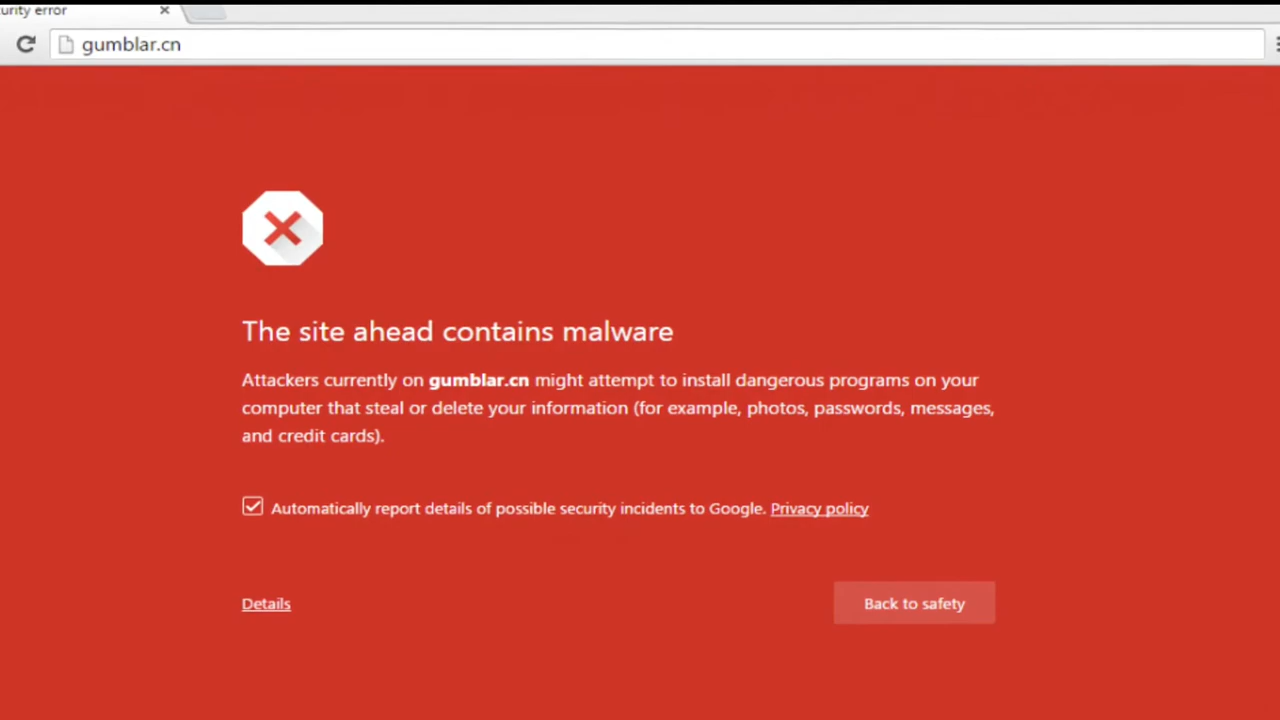 urity error
gumblar.cn
The site ahead contains malware
Attackers currently on gumblar.cn might attempt to install dangerous programs on your
computer that steal or delete your information (for example, photos, passwords, messages,
and credit cards).
Automatically report details of possible security incidents to Google. Privacy policy
Details
Back to safety